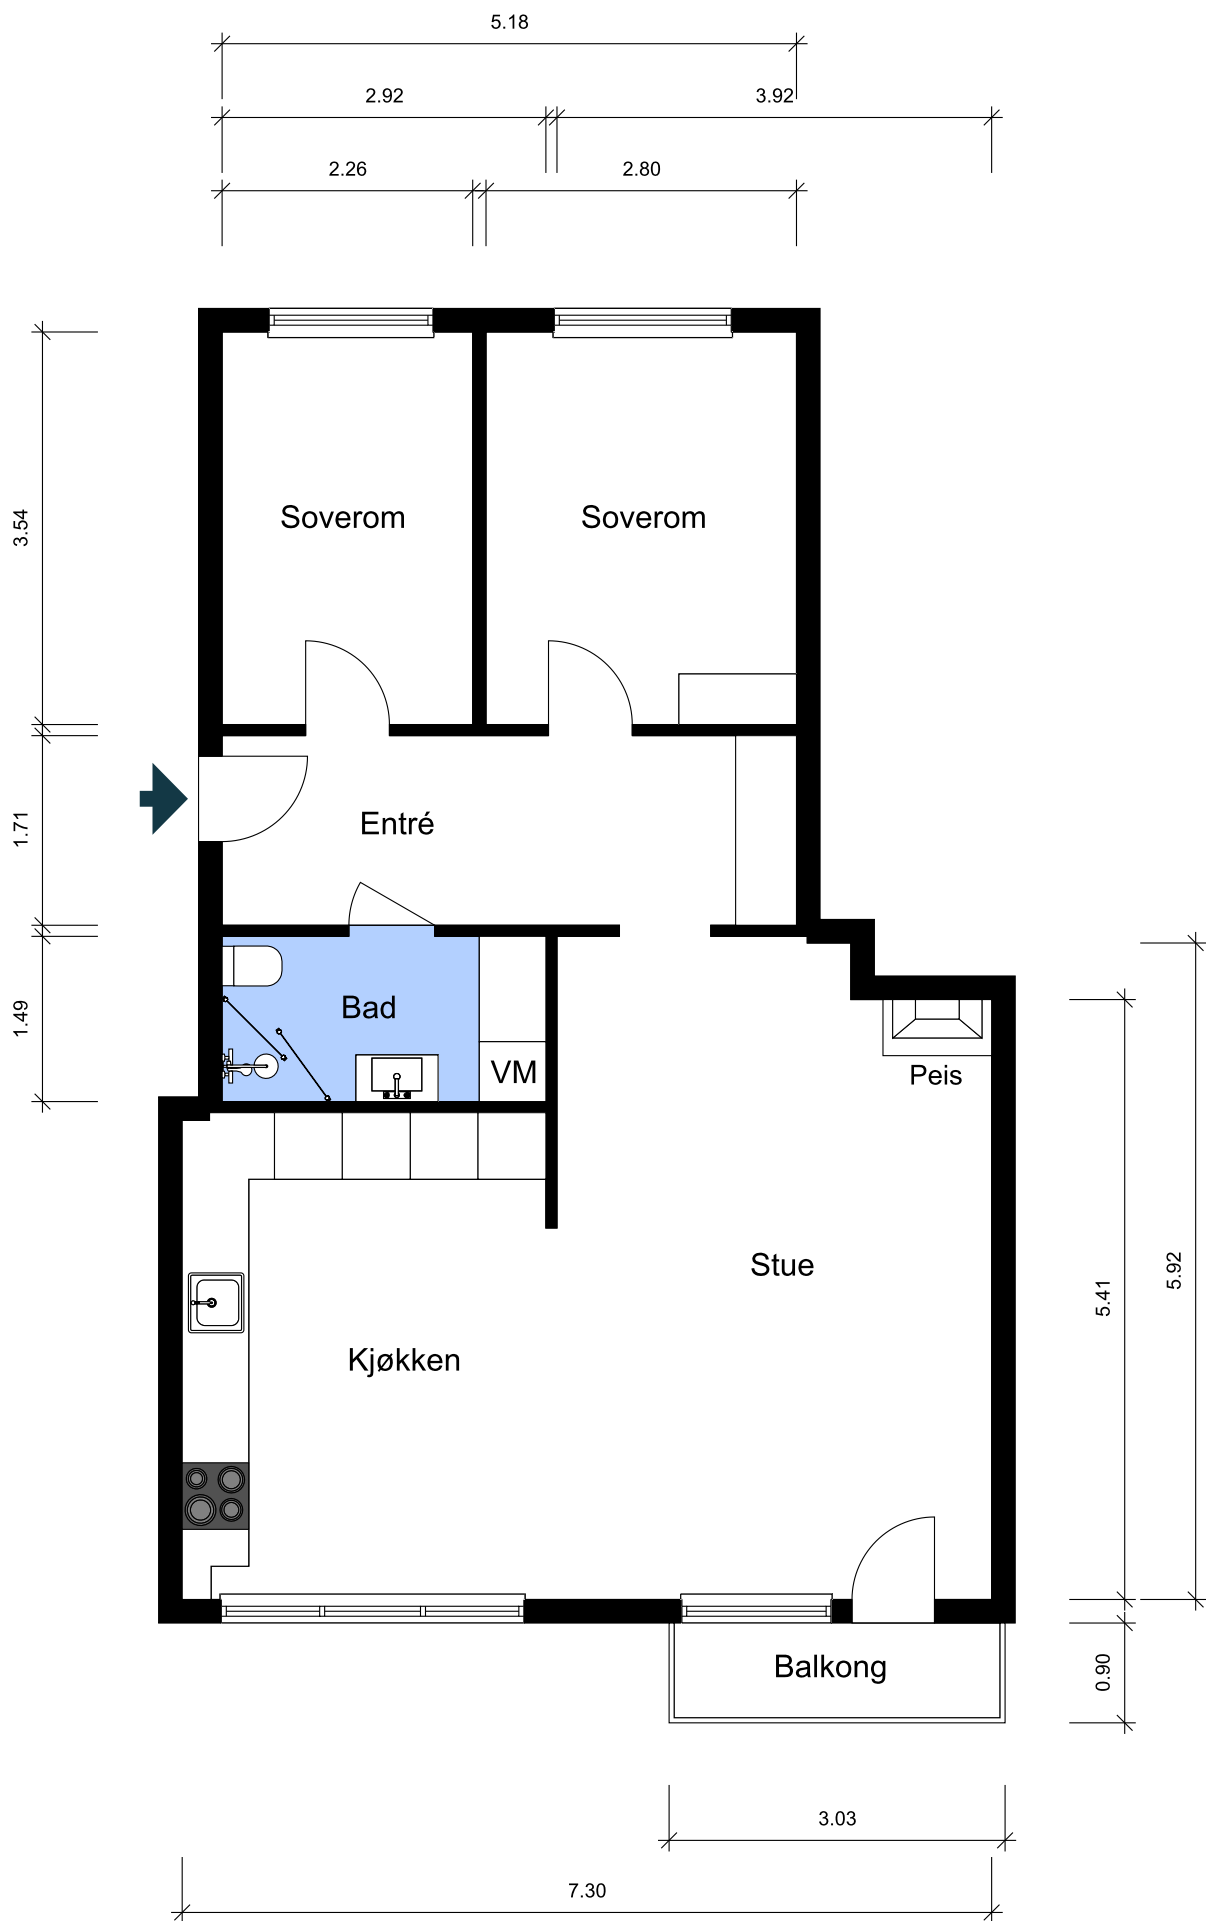 5.18
2.92
3.92
2.26
2.80
3.54
Soverom
Soverom
1.71
Entré
1.49
Bad
VM
Peis
5.92
5.41
Stue
Kjøkken
Balkong
0.90
3.03
7.30